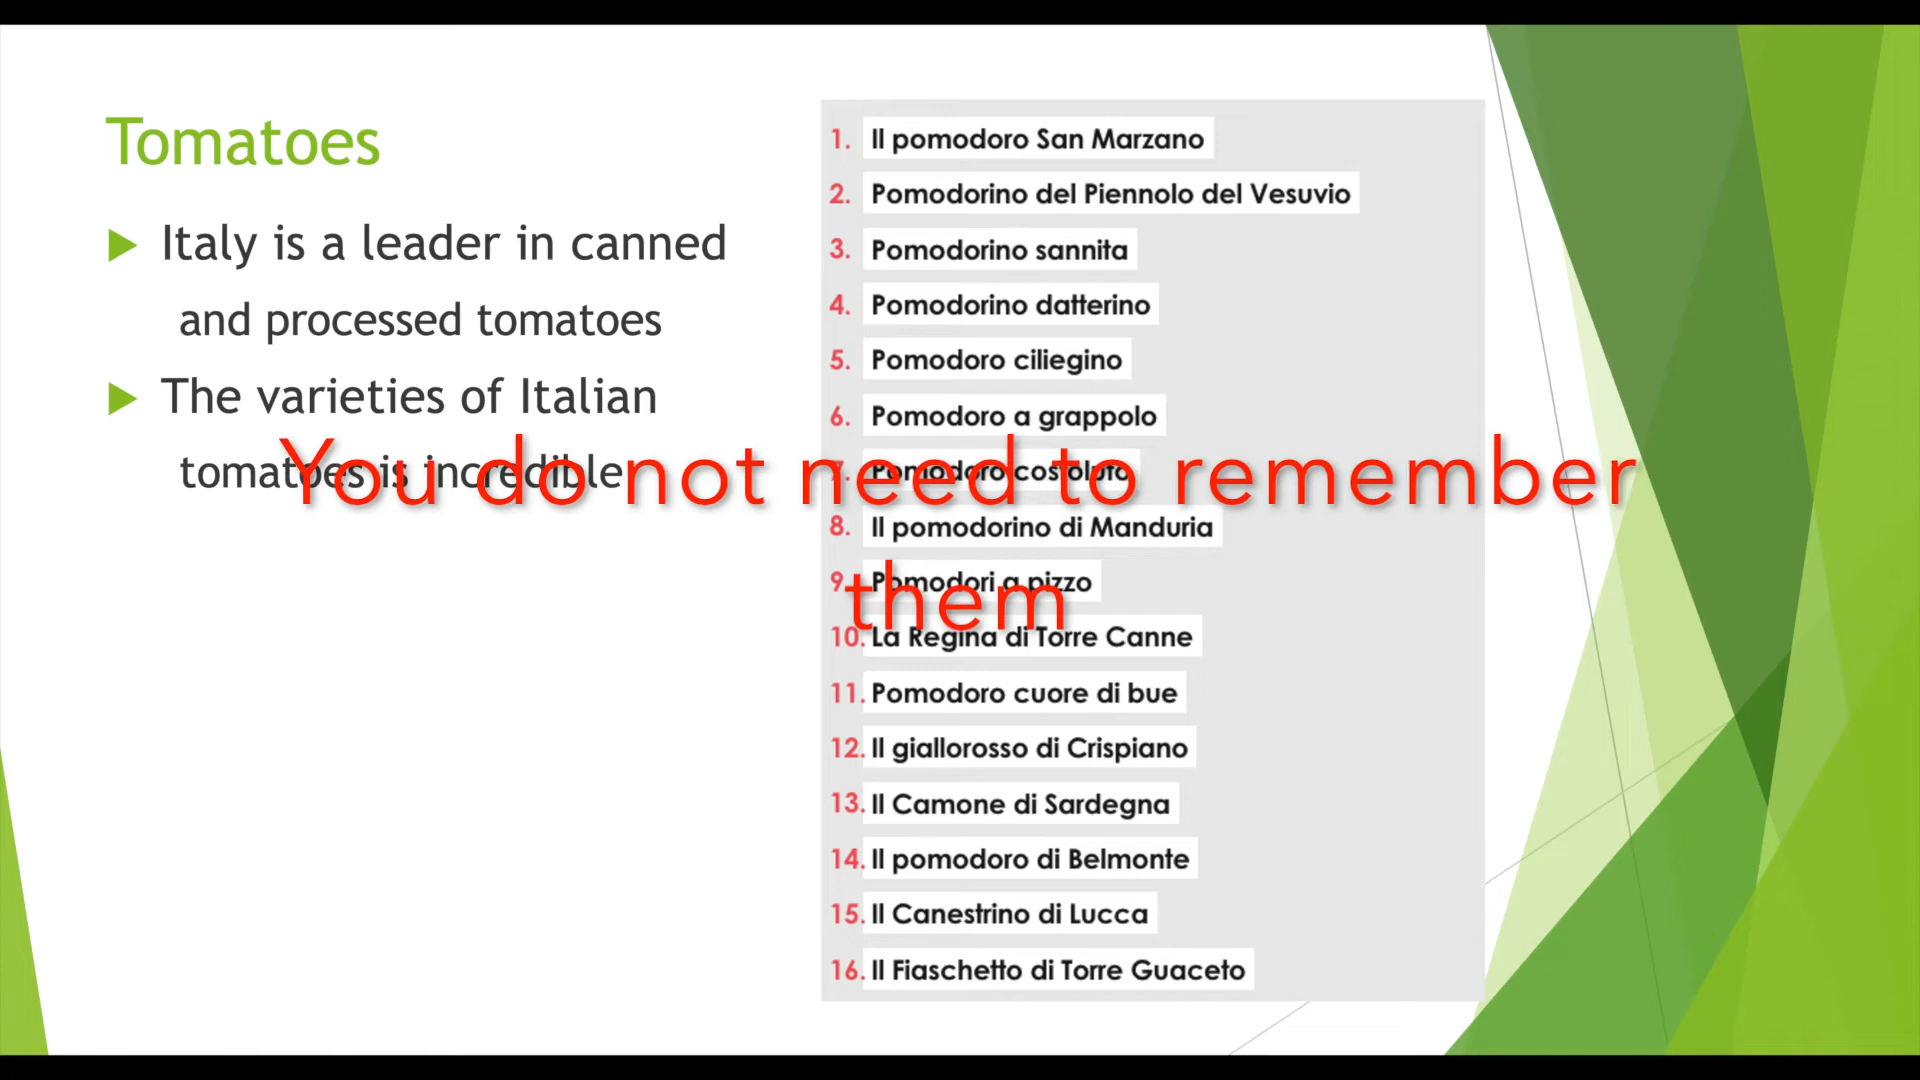 Tomatoes
Italy is a leader in canned
and processed tomatoes
The varieties of Italian
tomatoes is incredible
1. Il pomodoro San Marzano
2. Pomodorino del Piennolo del Vesuvio
3. Pomodorino sannita
4. Pomodorino datterino
5. Pomodoro ciliegino
6. Pomodoro a grappolo
7. Pomodoro costoluto
8. Il pomodorino di Manduria
9. Pomodori a pizzo
10. La Regina di Torre Canne
11. Pomodoro cuore di bue
12. Il giallorosso di Crispiano
13. Il Camone di Sardegna
14. Il pomodoro di Belmonte
15. Il Canestrino di Lucca
16. Il Fiaschetto di Torre Guaceto
You do not need to remember
them